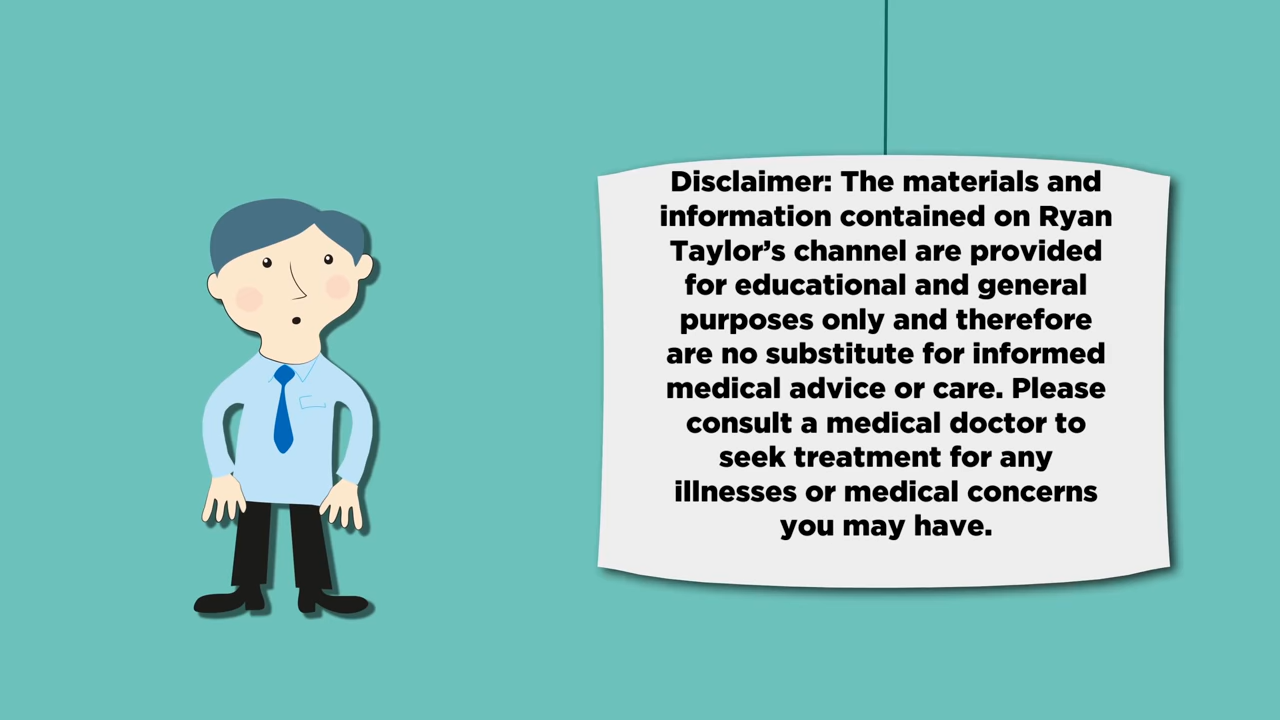 Disclaimer: The materials and
information contained on Ryan
Taylor’s channel are provided
for educational and general
purposes only and therefore
are no substitute for informed
medical advice or care. Please
consult a medical doctor to
seek treatment for any
illnesses or medical concerns
you may have.